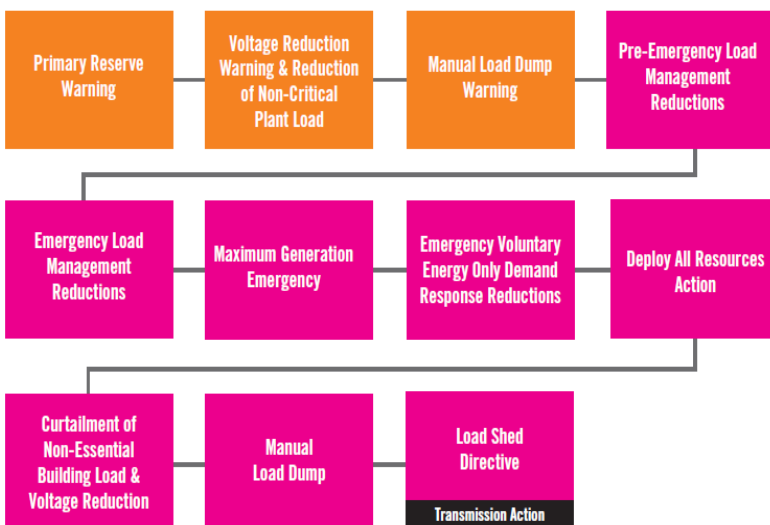 Primary Reserve
Warning
Voltage Reduction
Warning & Reduction
of Non-Critical
Plant Load
Manual Load Dump
Warning
Pre-Emergency Load
Management
Reductions
Emergency Load
Management
Reductions
Maximum Generation
Emergency
Emergency Voluntary
Energy Only Demand
Response Reductions
Deploy All Resources
Action
Curtailment of
Non-Essential
Building Load &
Voltage Reduction
Manual
Load Dump
Load Shed
Directive
Transmission Action